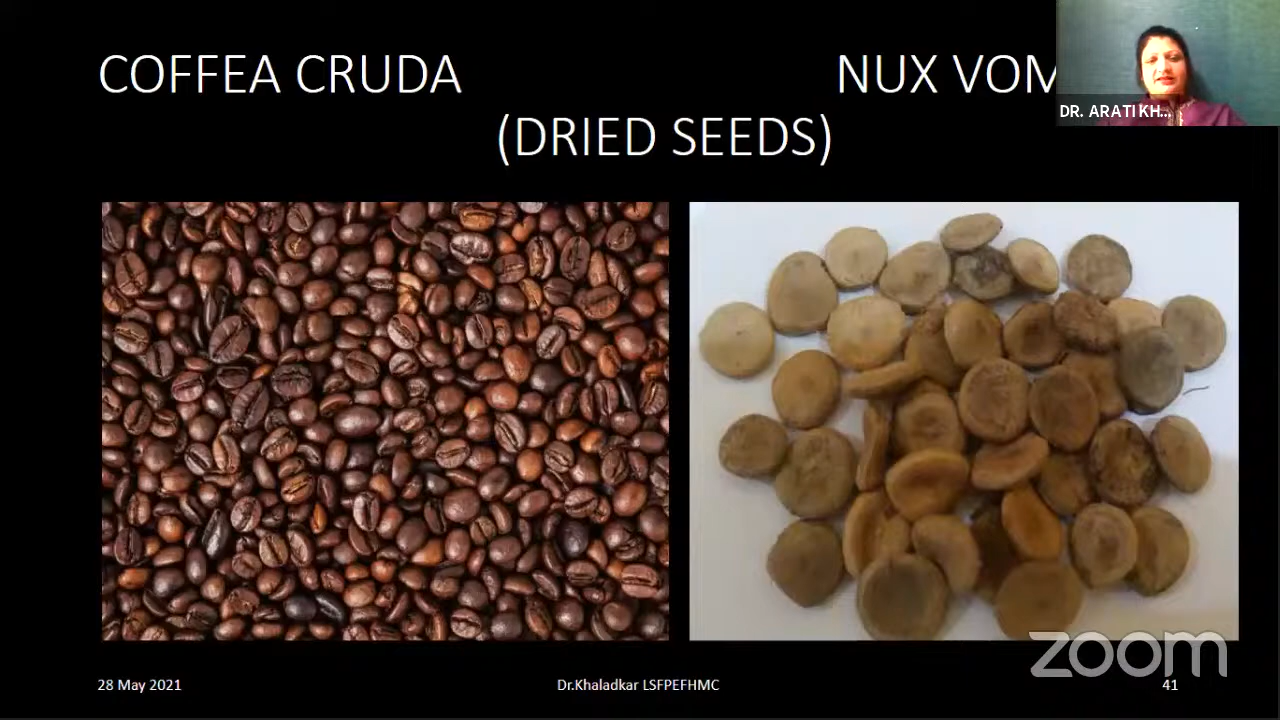 COFFEA CRUDA NUX VOM
(DRIED SEEDS)
DR. ARATI KH...
28 May 2021 Dr.Khaladkar LSFPEFHMC 41
zoom